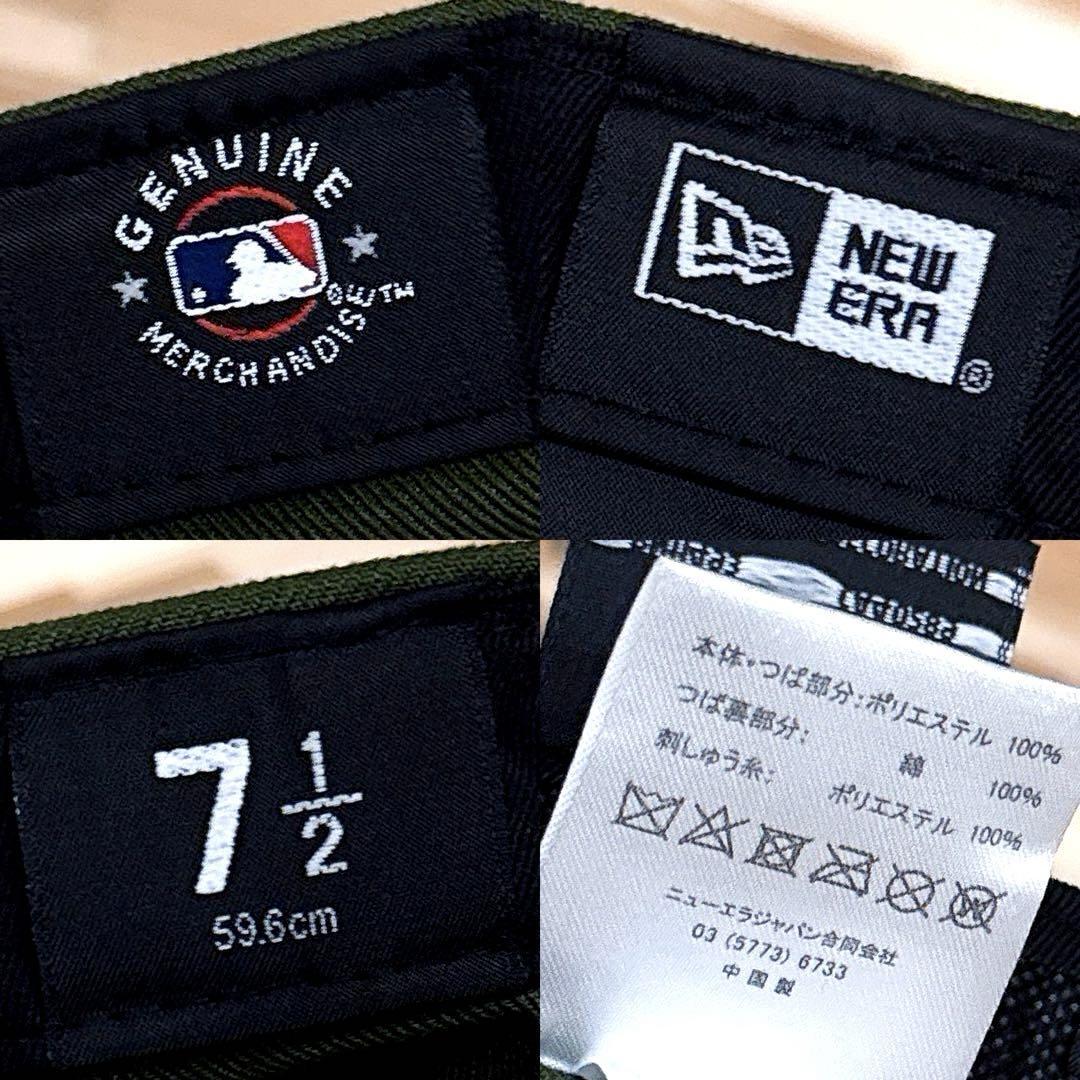 GENUINE
MERCHANDISE™
NEW
ERA
®
7 1/2
59.6cm
本体・つば部分:ポリエステル 100%
つば裏部分: 綿 100%
刺しゅう糸: ポリエステル 100%
ニューエラジャパン合同会社
03 (5773) 6733
中国製